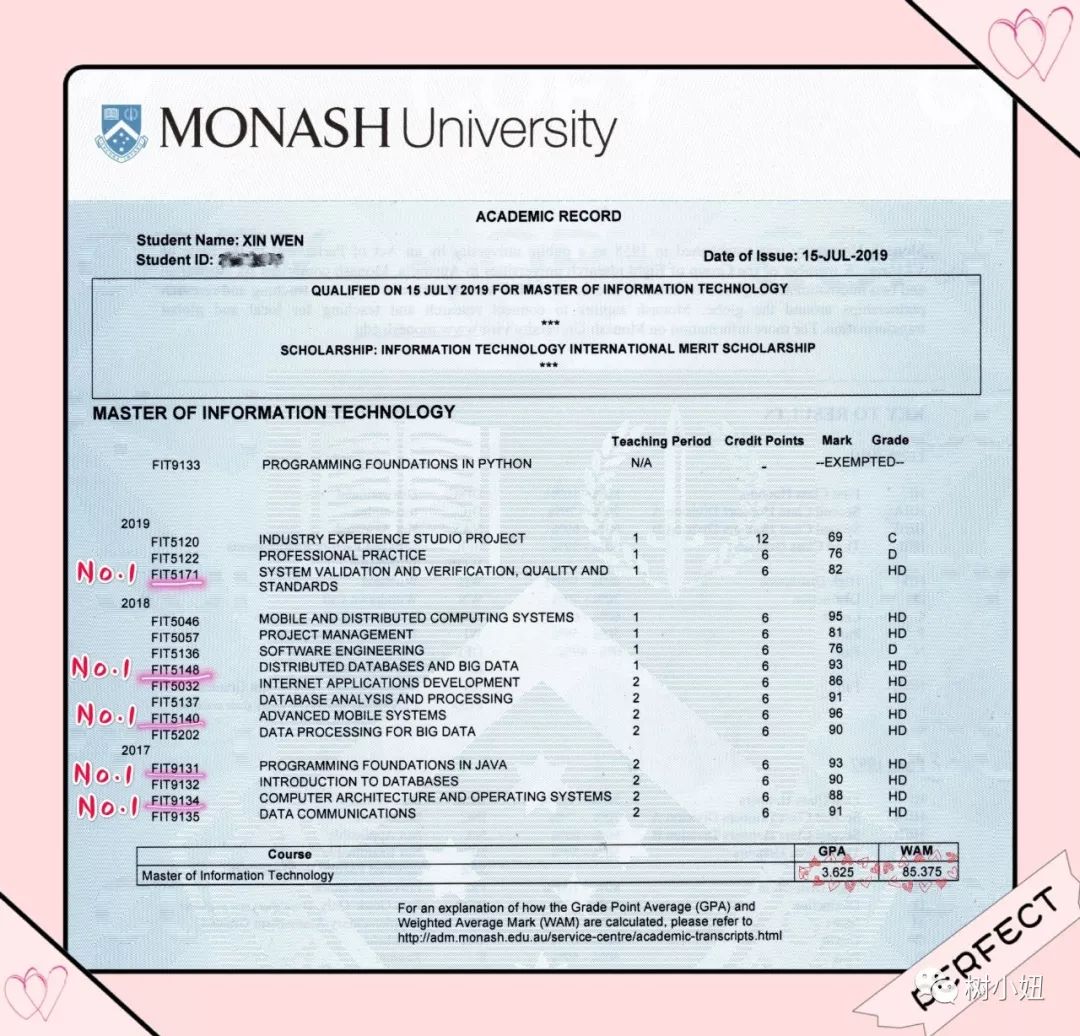 MONASH University
ACADEMIC RECORD
Student Name: XIN WEN
Student ID:
Date of Issue: 15-JUL-2019
QUALIFIED ON 15 JULY 2019 FOR MASTER OF INFORMATION TECHNOLOGY
***
SCHOLARSHIP: INFORMATION TECHNOLOGY INTERNATIONAL MERIT SCHOLARSHIP
***
MASTER OF INFORMATION TECHNOLOGY
Teaching Period Credit Points Mark Grade
FIT9133 PROGRAMMING FOUNDATIONS IN PYTHON N/A - --EXEMPTED--
2019
FIT5120 INDUSTRY EXPERIENCE STUDIO PROJECT 1 12 69 C
FIT5122 PROFESSIONAL PRACTICE 1 6 76 D
No.1 FIT5171 SYSTEM VALIDATION AND VERIFICATION, QUALITY AND 1 6 82 HD
STANDARDS
2018
FIT5046 MOBILE AND DISTRIBUTED COMPUTING SYSTEMS 1 6 95 HD
FIT5057 PROJECT MANAGEMENT 1 6 81 HD
FIT5136 SOFTWARE ENGINEERING 1 6 76 D
No.1 FIT5148 DISTRIBUTED DATABASES AND BIG DATA 1 6 93 HD
FIT5032 INTERNET APPLICATIONS DEVELOPMENT 2 6 86 HD
FIT5137 DATABASE ANALYSIS AND PROCESSING 2 6 91 HD
No.1 FIT5140 ADVANCED MOBILE SYSTEMS 2 6 96 HD
FIT5202 DATA PROCESSING FOR BIG DATA 2 6 90 HD
2017
No.1 FIT9131 PROGRAMMING FOUNDATIONS IN JAVA 2 6 93 HD
FIT9132 INTRODUCTION TO DATABASES 2 6 90 HD
No.1 FIT9134 COMPUTER ARCHITECTURE AND OPERATING SYSTEMS 2 6 88 HD
FIT9135 DATA COMMUNICATIONS 2 6 91 HD
Course GPA WAM
Master of Information Technology 3.625 85.375
For an explanation of how the Grade Point Average (GPA) and
Weighted Average Mark (WAM) are calculated, please refer to
http://adm.monash.edu.au/service-centre/academic-transcripts.html
PERFECT
树小妞